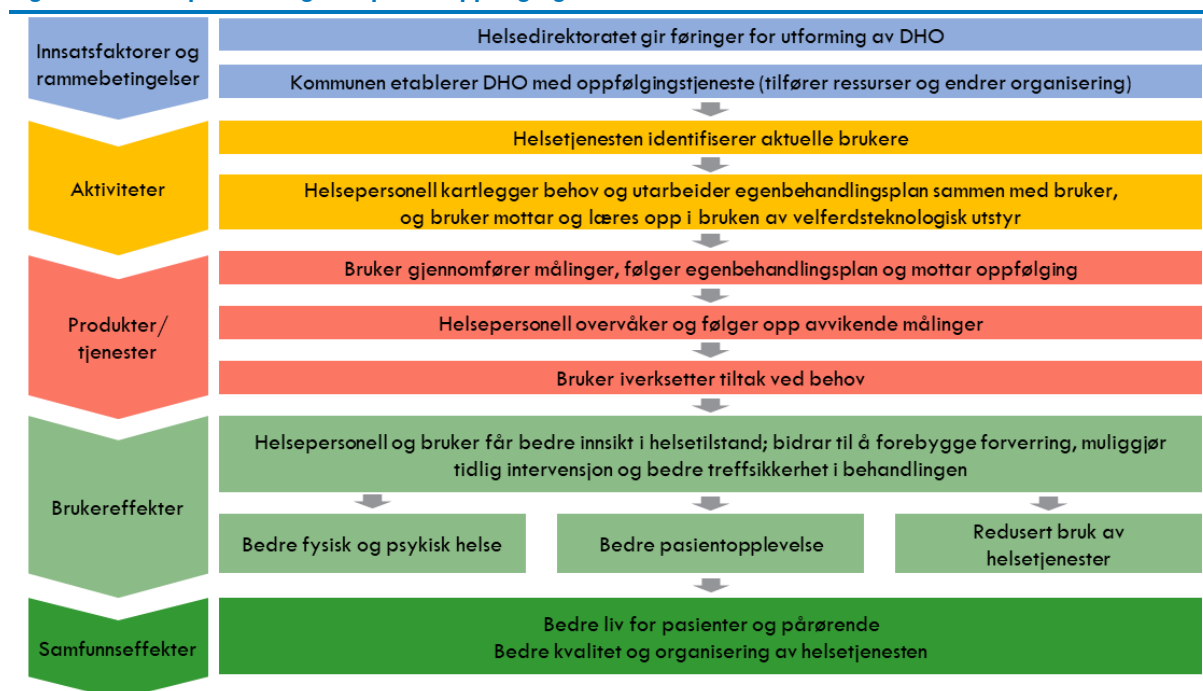 Innsatsfaktorer og
rammebetingelser
Helsedirektoratet gir føringer for utforming av DHO
Kommunen etablerer DHO med oppfølgingstjeneste (tilfører ressurser og endrer organisering)
Aktiviteter
Helsetjenesten identifiserer aktuelle brukere
Helsepersonell kartlegger behov og utarbeider egenbehandlingsplan sammen med bruker,
og bruker mottar og læres opp i bruken av velferdsteknologisk utstyr
Produkter/
tjenester
Bruker gjennomfører målinger, følger egenbehandlingsplan og mottar oppfølging
Helsepersonell overvåker og følger opp avvikende målinger
Bruker iverksetter tiltak ved behov
Brukereffekter
Helsepersonell og bruker får bedre innsikt i helsetilstand; bidrar til å forebygge forverring, muliggjør
tidlig intervensjon og bedre treffsikkerhet i behandlingen
Bedre fysisk og psykisk helse
Bedre pasientopplevelse
Redusert bruk av
helsetjenester
Samfunnseffekter
Bedre liv for pasienter og pårørende
Bedre kvalitet og organisering av helsetjenesten